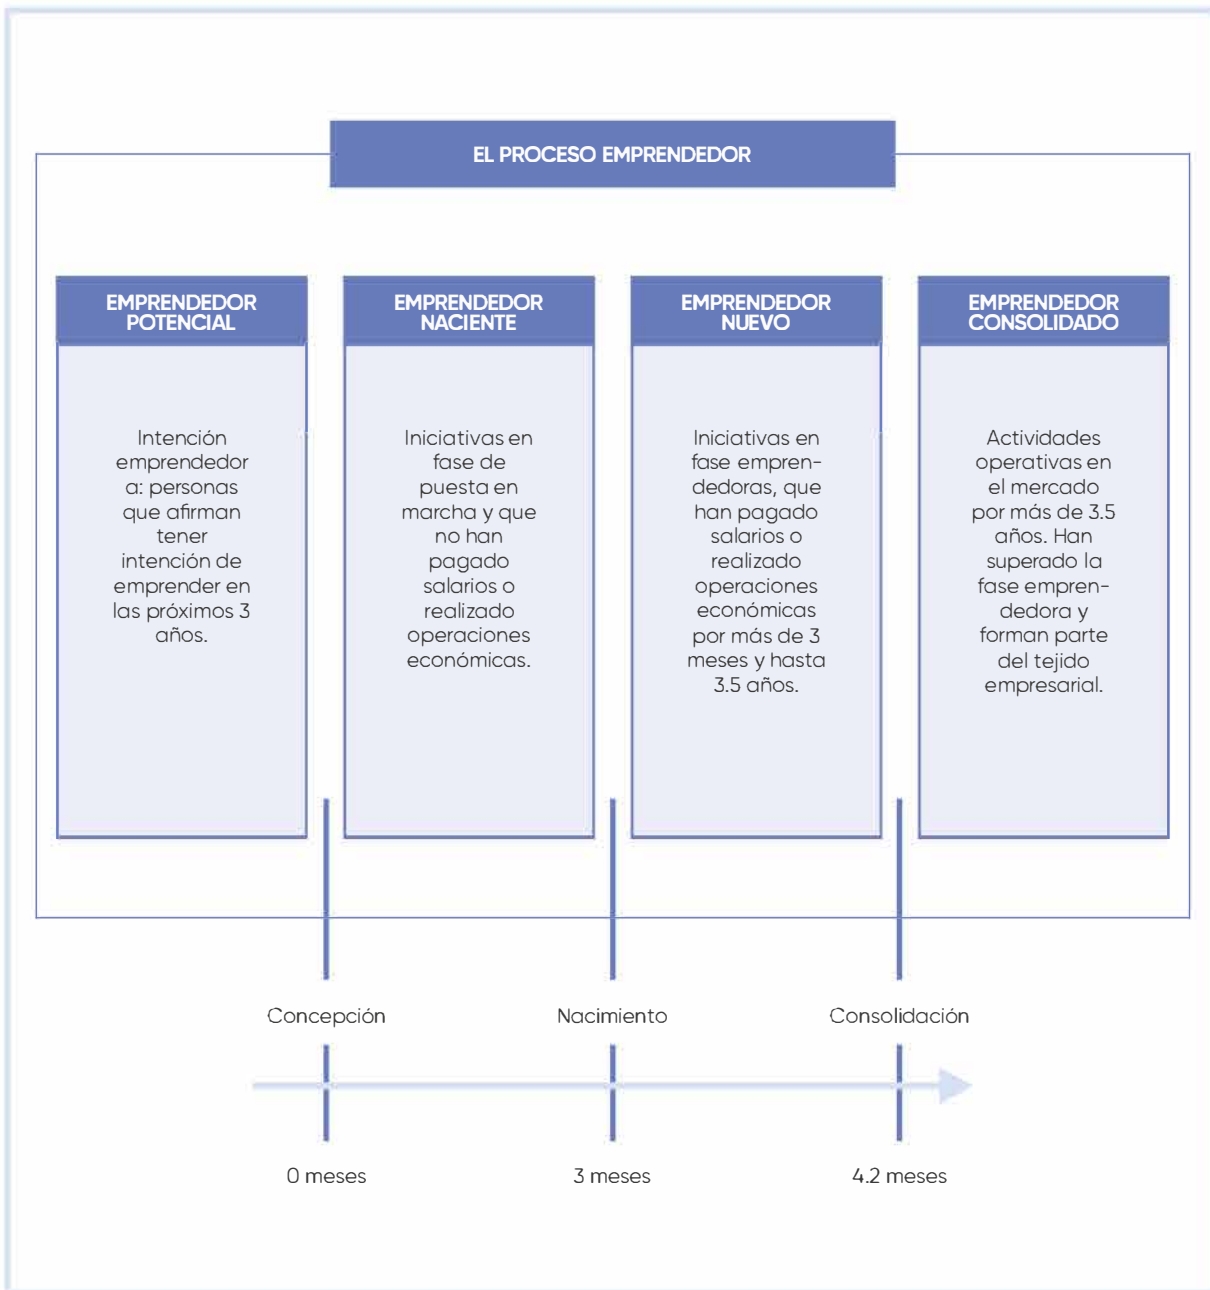 EL PROCESO EMPRENDEDOR
EMPRENDEDOR
POTENCIAL
Intención
emprendedor
a: personas
que afirman
tener
intención de
emprender en
las próximos 3
años.
EMPRENDEDOR
NACIENTE
Iniciativas en
fase de
puesta en
marcha y que
no han
pagado
salarios o
realizado
operaciones
económicas.
EMPRENDEDOR
NUEVO
Iniciativas en
fase empren-
dedoras, que
han pagado
salarios o
realizado
operaciones
económicas
por más de 3
meses y hasta
3.5 años.
EMPRENDEDOR
CONSOLIDADO
Actividades
operativas en
el mercado
por más de 3.5
años. Han
superado la
fase empren-
dedora y
forman parte
del tejido
empresarial.
Concepción
Nacimiento
Consolidación
0 meses
3 meses
4.2 meses